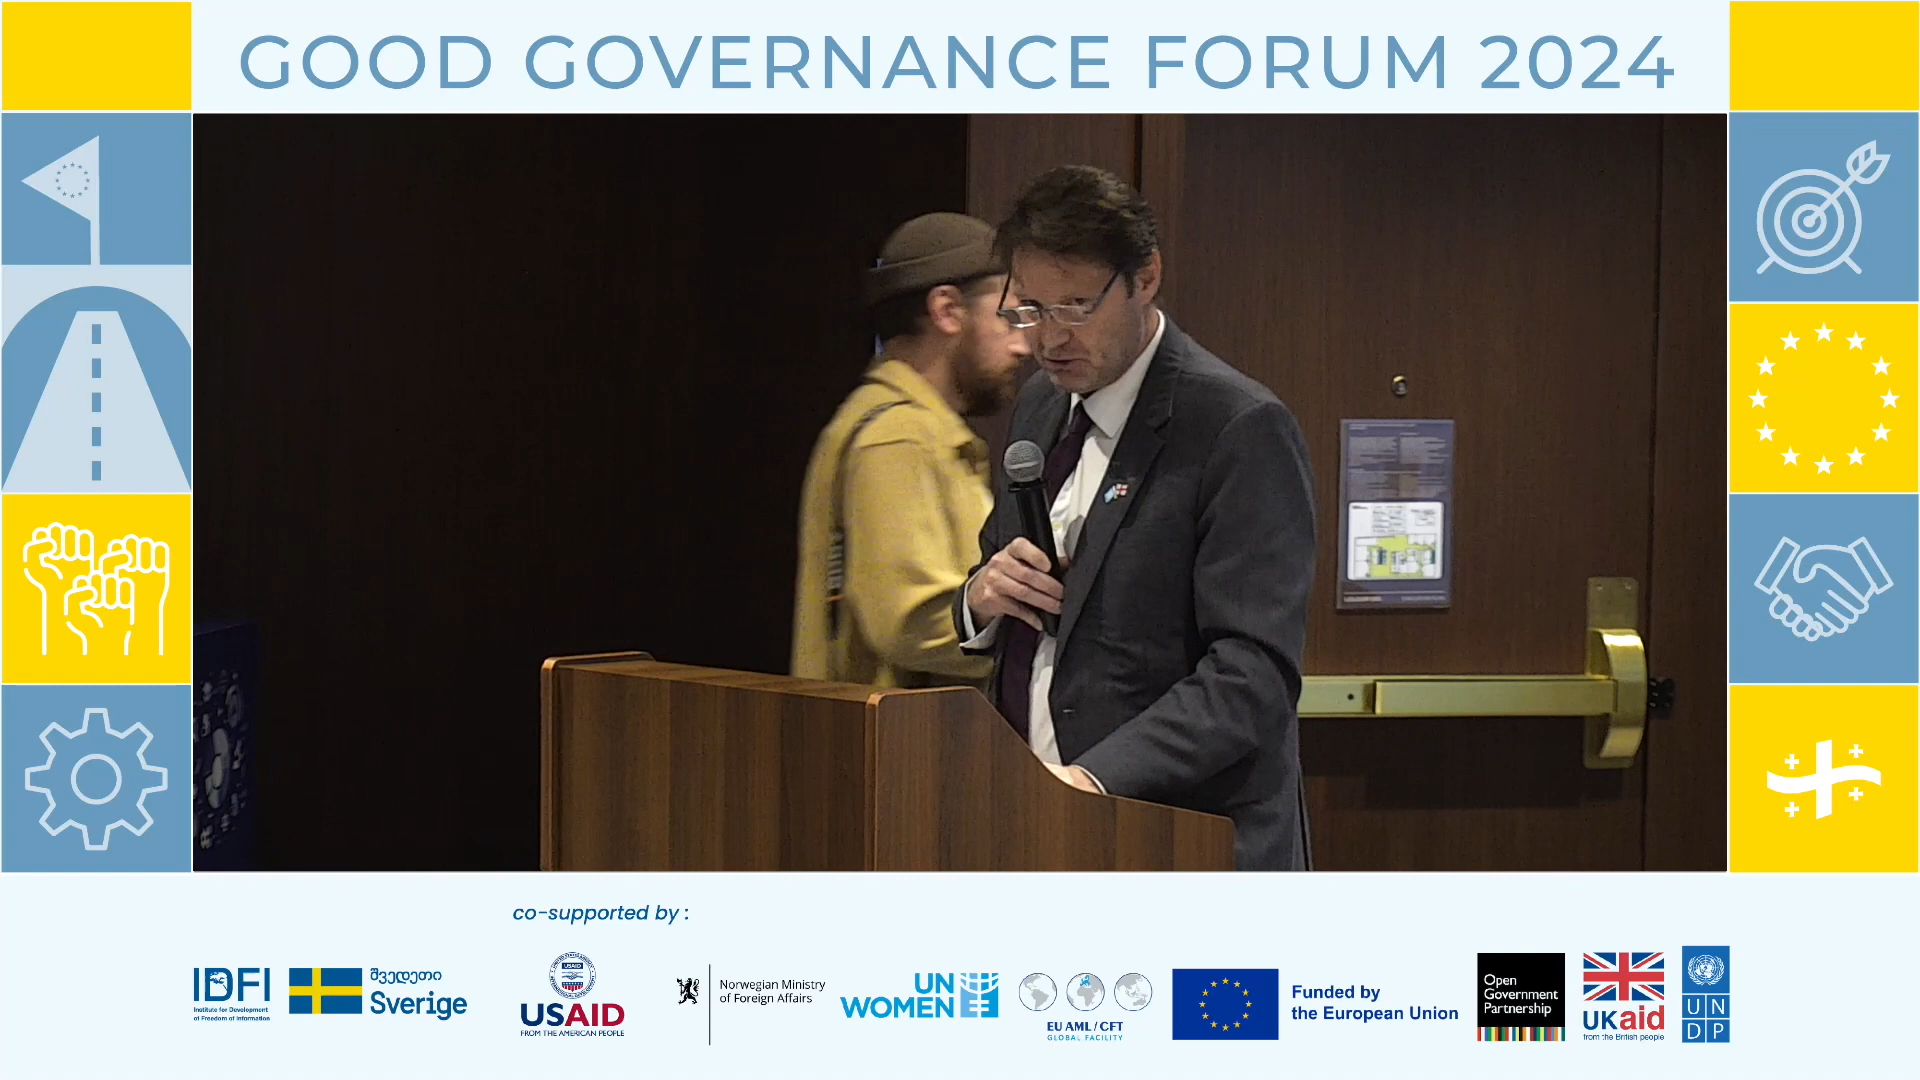 GOOD GOVERNANCE FORUM 2024
co-supported by :
IDFI
Institute for Development
of Freedom of Information
შვედეთი
Sverige
USAID
FROM THE AMERICAN PEOPLE
Norwegian Ministry
of Foreign Affairs
UN
WOMEN
EU AML / CFT
GLOBAL FACILITY
Funded by
the European Union
Open
Government
Partnership
UKaid
from the British people
U N
D P